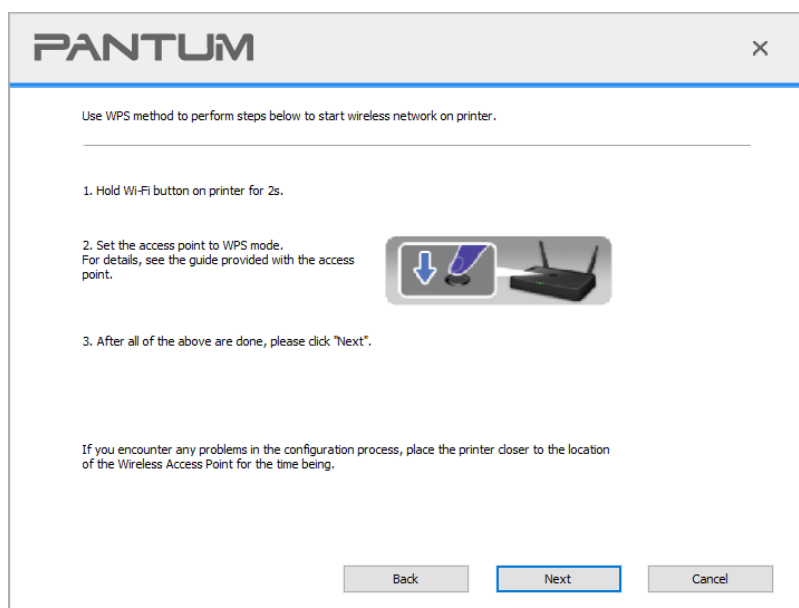 PANTUM
Use WPS method to perform steps below to start wireless network on printer.
1. Hold Wi-Fi button on printer for 2s.
2. Set the access point to WPS mode.
For details, see the guide provided with the access
point.
3. After all of the above are done, please click "Next".
If you encounter any problems in the configuration process, place the printer closer to the location
of the Wireless Access Point for the time being.
Back
Next
Cancel